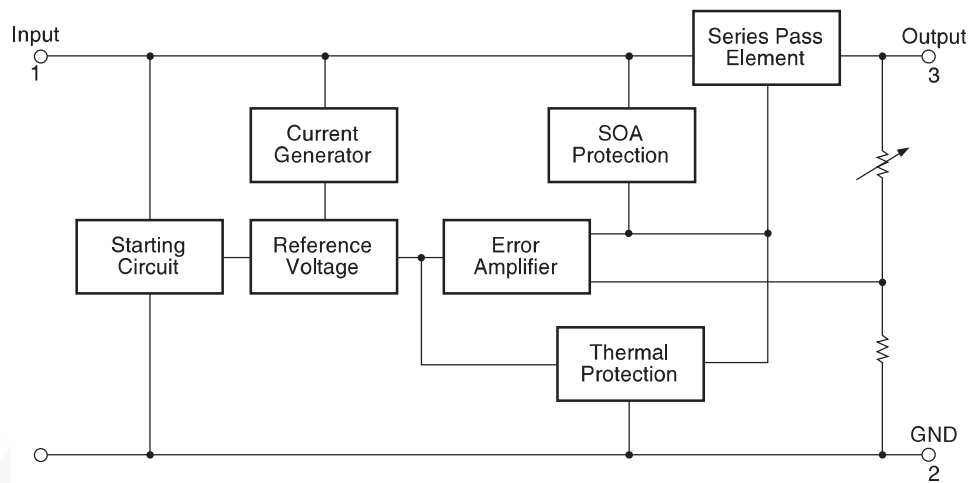 Input
1
Series Pass
Element
Output
3
Current
Generator
SOA
Protection
Starting
Circuit
Reference
Voltage
Error
Amplifier
Thermal
Protection
GND
2